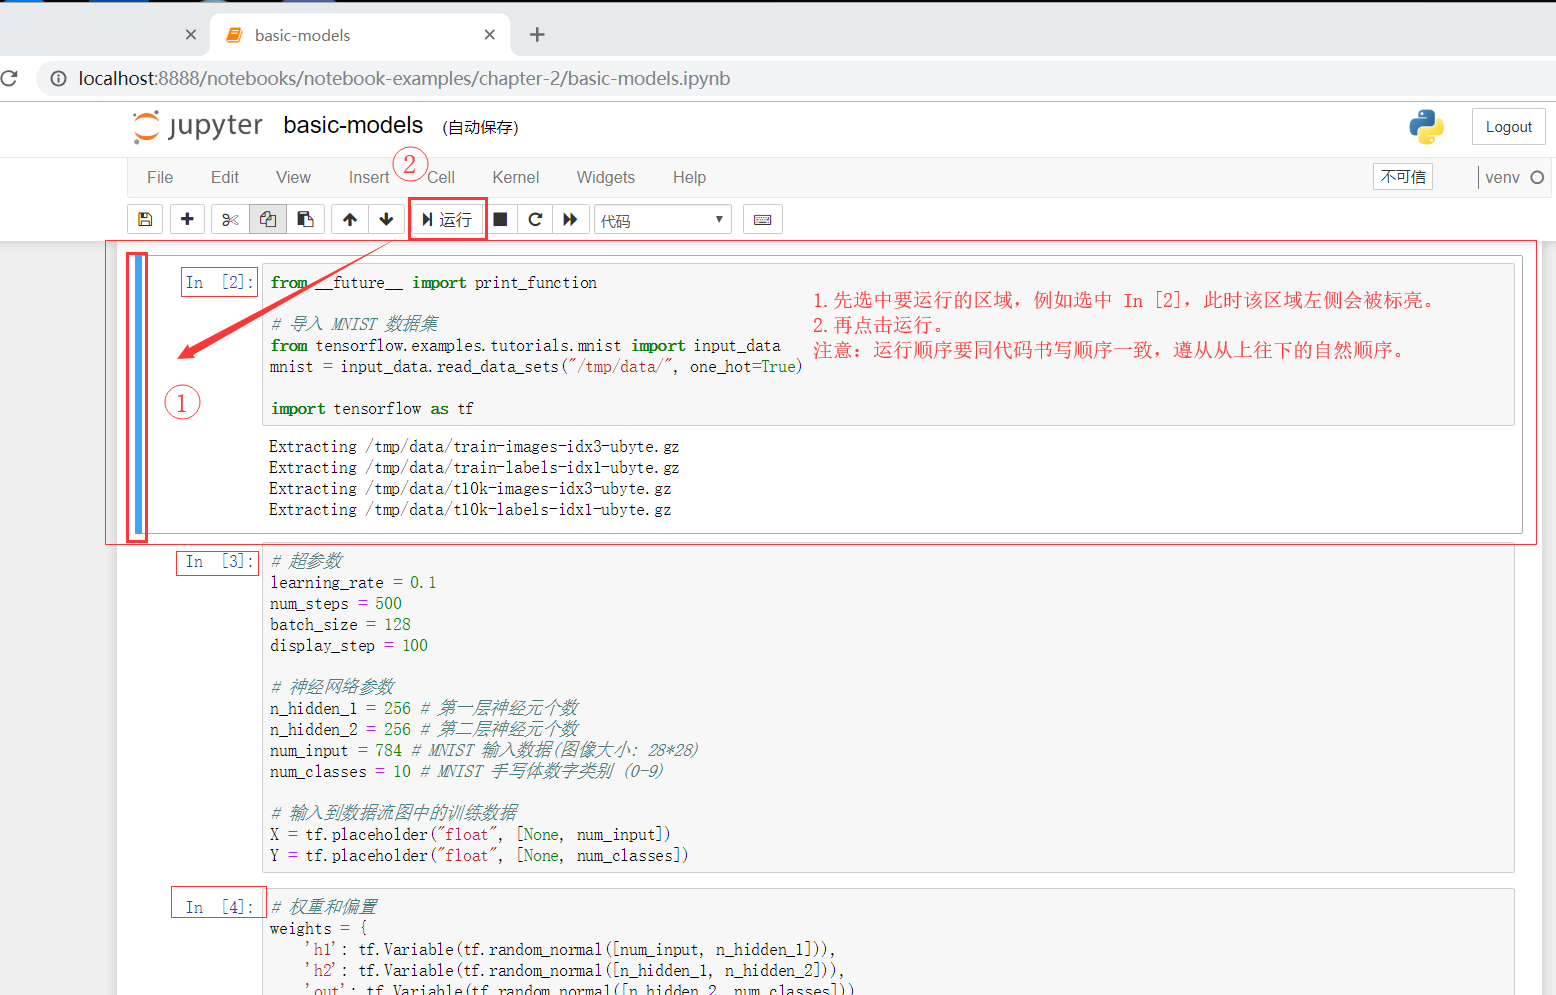 basic-models
localhost:8888/notebooks/notebook-examples/chapter-2/basic-models.ipynb
jupyter basic-models (自动保存)
Logout
File Edit View Insert ② Cell Kernel Widgets Help
不可信 venv
运行 代码
In [2]:
from __future__ import print_function
# 导入 MNIST 数据集
from tensorflow.examples.tutorials.mnist import input_data
mnist = input_data.read_data_sets("/tmp/data/", one_hot=True)
import tensorflow as tf
1.先选中要运行的区域，例如选中 In [2]，此时该区域左侧会被标亮。
2.再点击运行。
注意：运行顺序要同代码书写顺序一致，遵从从上往下的自然顺序。
①
Extracting /tmp/data/train-images-idx3-ubyte.gz
Extracting /tmp/data/train-labels-idx1-ubyte.gz
Extracting /tmp/data/t10k-images-idx3-ubyte.gz
Extracting /tmp/data/t10k-labels-idx1-ubyte.gz
In [3]:
# 超参数
learning_rate = 0.1
num_steps = 500
batch_size = 128
display_step = 100
# 神经网络参数
n_hidden_1 = 256 # 第一层神经元个数
n_hidden_2 = 256 # 第二层神经元个数
num_input = 784 # MNIST 输入数据(图像大小: 28*28)
num_classes = 10 # MNIST 手写体数字类别 (0-9)
# 输入到数据流图中的训练数据
X = tf.placeholder("float", [None, num_input])
Y = tf.placeholder("float", [None, num_classes])
In [4]:
# 权重和偏置
weights = {
'h1': tf.Variable(tf.random_normal([num_input, n_hidden_1])),
'h2': tf.Variable(tf.random_normal([n_hidden_1, n_hidden_2])),
'out': tf.Variable(tf.random_normal([n_hidden_2, num_classes]))